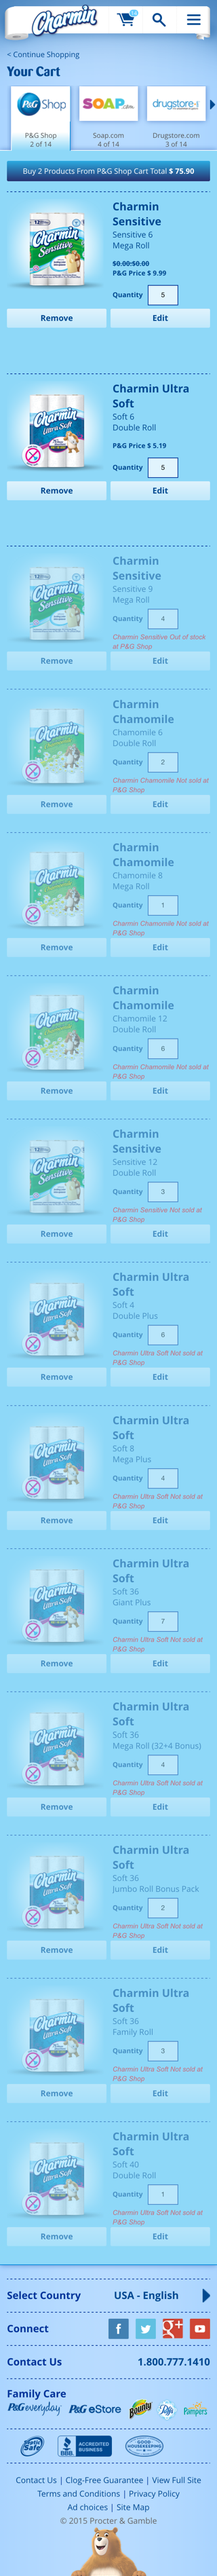 Charmin
< Continue Shopping
Your Cart
P&G Shop
SOAP.com
drugstore
P&G Shop
2 of 14
Soap.com
4 of 14
Drugstore.com
3 of 14
Buy 2 Products From P&G Shop Cart Total $ 75.90
Charmin
Sensitive
Sensitive 6
Mega Roll
$0.00:$0.00
P&G Price $ 9.99
Quantity 5
Remove Edit
Charmin Ultra
Soft
Soft 6
Double Roll
P&G Price $ 5.19
Quantity 5
Remove Edit
Charmin
Sensitive
Sensitive 9
Mega Roll
Quantity 4
Charmin Sensitive Out of stock
at P&G Shop
Remove Edit
Charmin
Chamomile
Chamomile 6
Double Roll
Quantity 2
Charmin Chamomile Not sold at
P&G Shop
Remove Edit
Charmin
Chamomile
Chamomile 8
Mega Roll
Quantity 1
Charmin Chamomile Not sold at
P&G Shop
Remove Edit
Charmin
Chamomile
Chamomile 12
Double Roll
Quantity 6
Charmin Chamomile Not sold at
P&G Shop
Remove Edit
Charmin
Sensitive
Sensitive 12
Double Roll
Quantity 3
Charmin Sensitive Not sold at
P&G Shop
Remove Edit
Charmin Ultra
Soft
Soft 4
Double Plus
Quantity 6
Charmin Ultra Soft Not sold at
P&G Shop
Remove Edit
Charmin Ultra
Soft
Soft 8
Mega Plus
Quantity 4
Charmin Ultra Soft Not sold at
P&G Shop
Remove Edit
Charmin Ultra
Soft
Soft 36
Giant Plus
Quantity 7
Charmin Ultra Soft Not sold at
P&G Shop
Remove Edit
Charmin Ultra
Soft
Soft 36
Mega Roll (32+4 Bonus)
Quantity 4
Charmin Ultra Soft Not sold at
P&G Shop
Remove Edit
Charmin Ultra
Soft
Soft 36
Jumbo Roll Bonus Pack
Quantity 2
Charmin Ultra Soft Not sold at
P&G Shop
Remove Edit
Charmin Ultra
Soft
Soft 36
Family Roll
Quantity 3
Charmin Ultra Soft Not sold at
P&G Shop
Remove Edit
Charmin Ultra
Soft
Soft 40
Double Roll
Quantity 1
Charmin Ultra Soft Not sold at
P&G Shop
Remove Edit
Select Country USA - English
Connect
Contact Us 1.800.777.1410
Family Care
P&G everyday P&G eStore Bounty Puffs Pampers
Septic Safe BBB ACCREDITED BUSINESS GOOD HOUSEKEEPING
Contact Us | Clog-Free Guarantee | View Full Site
Terms and Conditions | Privacy Policy
Ad choices | Site Map
© 2015 Procter & Gamble